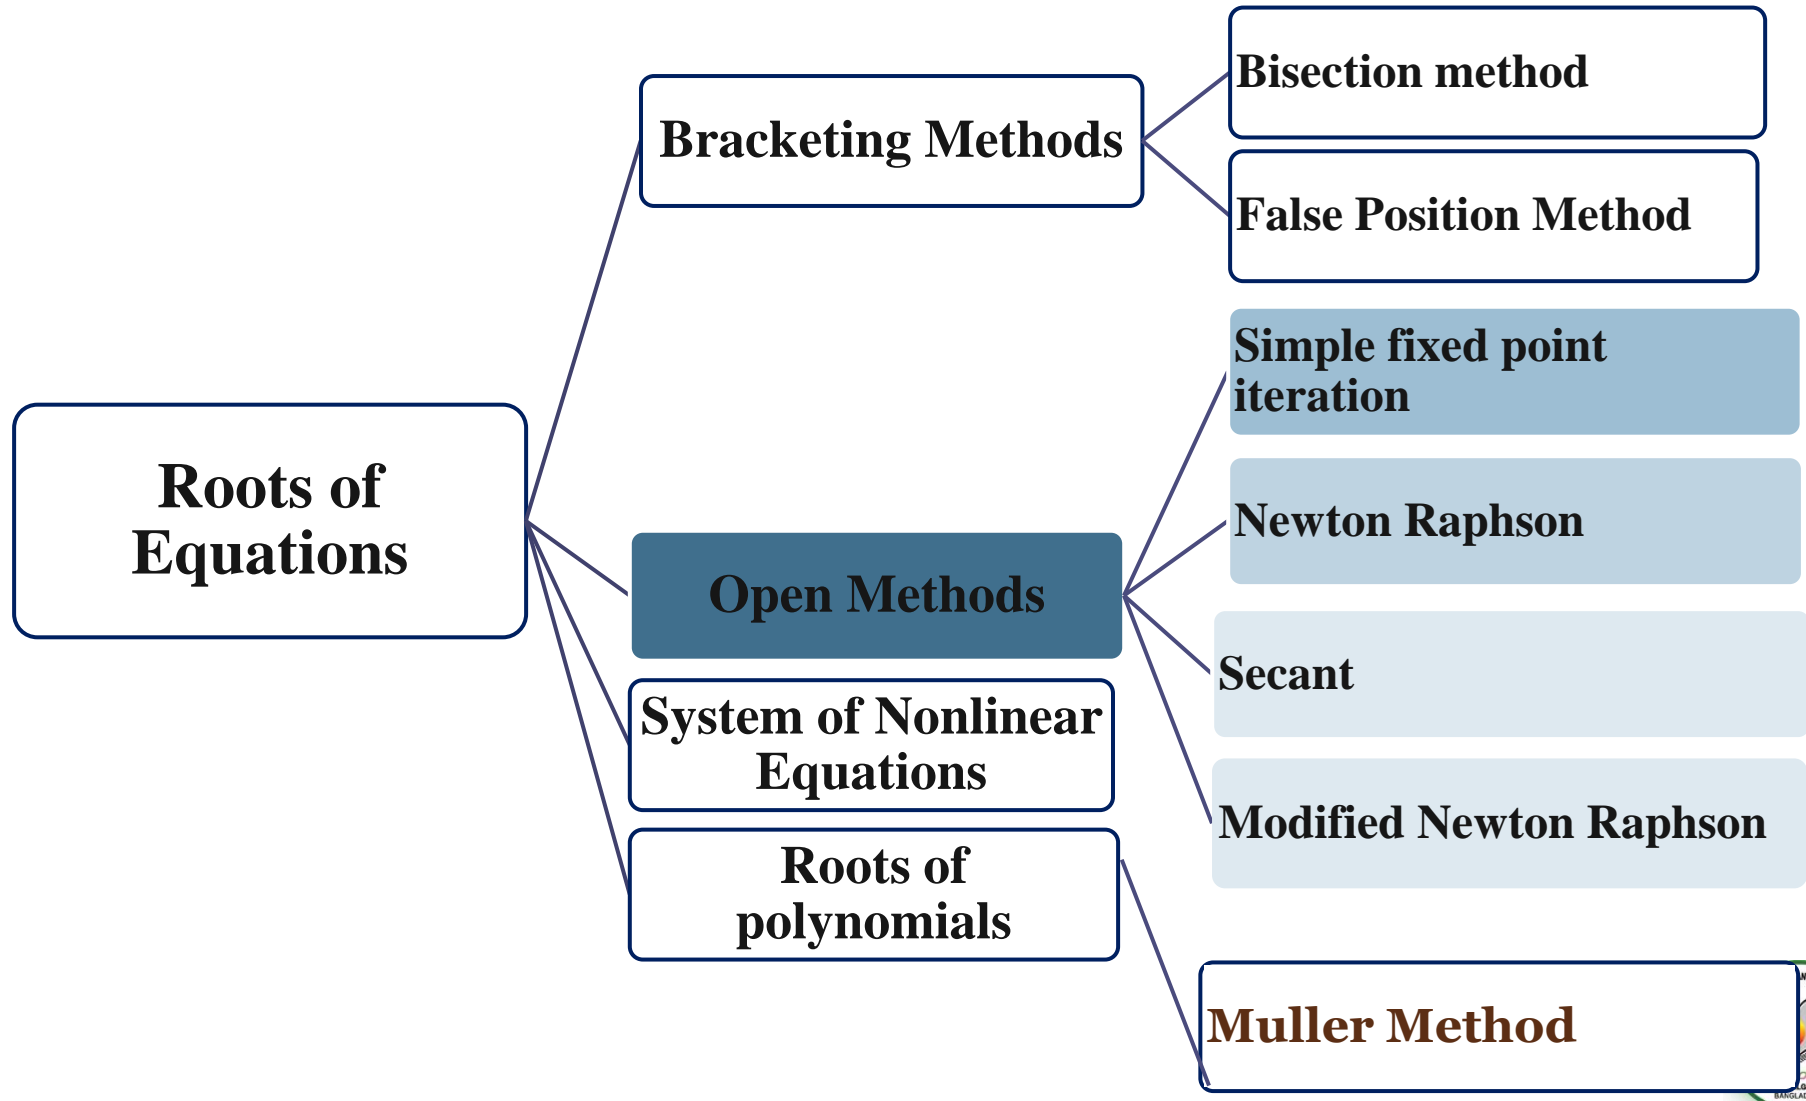 Bisection method
Bracketing Methods
False Position Method
Simple fixed point
iteration
Roots of
Equations
Newton Raphson
Open Methods
Secant
System of Nonlinear
Equations
Modified Newton Raphson
Roots of
polynomials
Muller Method